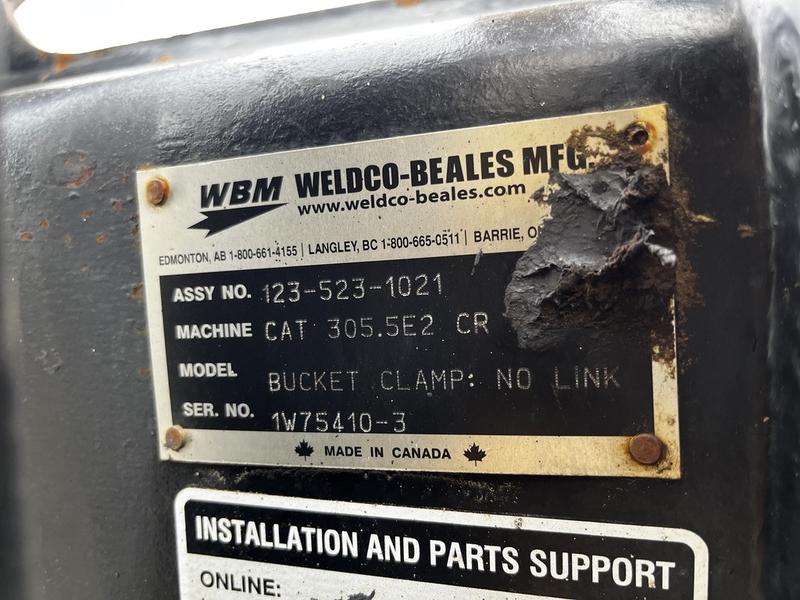 WBM WELDCO-BEALES MFG.
www.weldco-beales.com
EDMONTON, AB 1-800-661-4155 | LANGLEY, BC 1-800-665-0511 | BARRIE,
ASSY NO. 123-523-1021
MACHINE CAT 305.5E2 CR
MODEL BUCKET CLAMP: NO LINK
SER. NO. 1W75410-3
MADE IN CANADA
INSTALLATION AND PARTS SUPPORT
ONLINE: